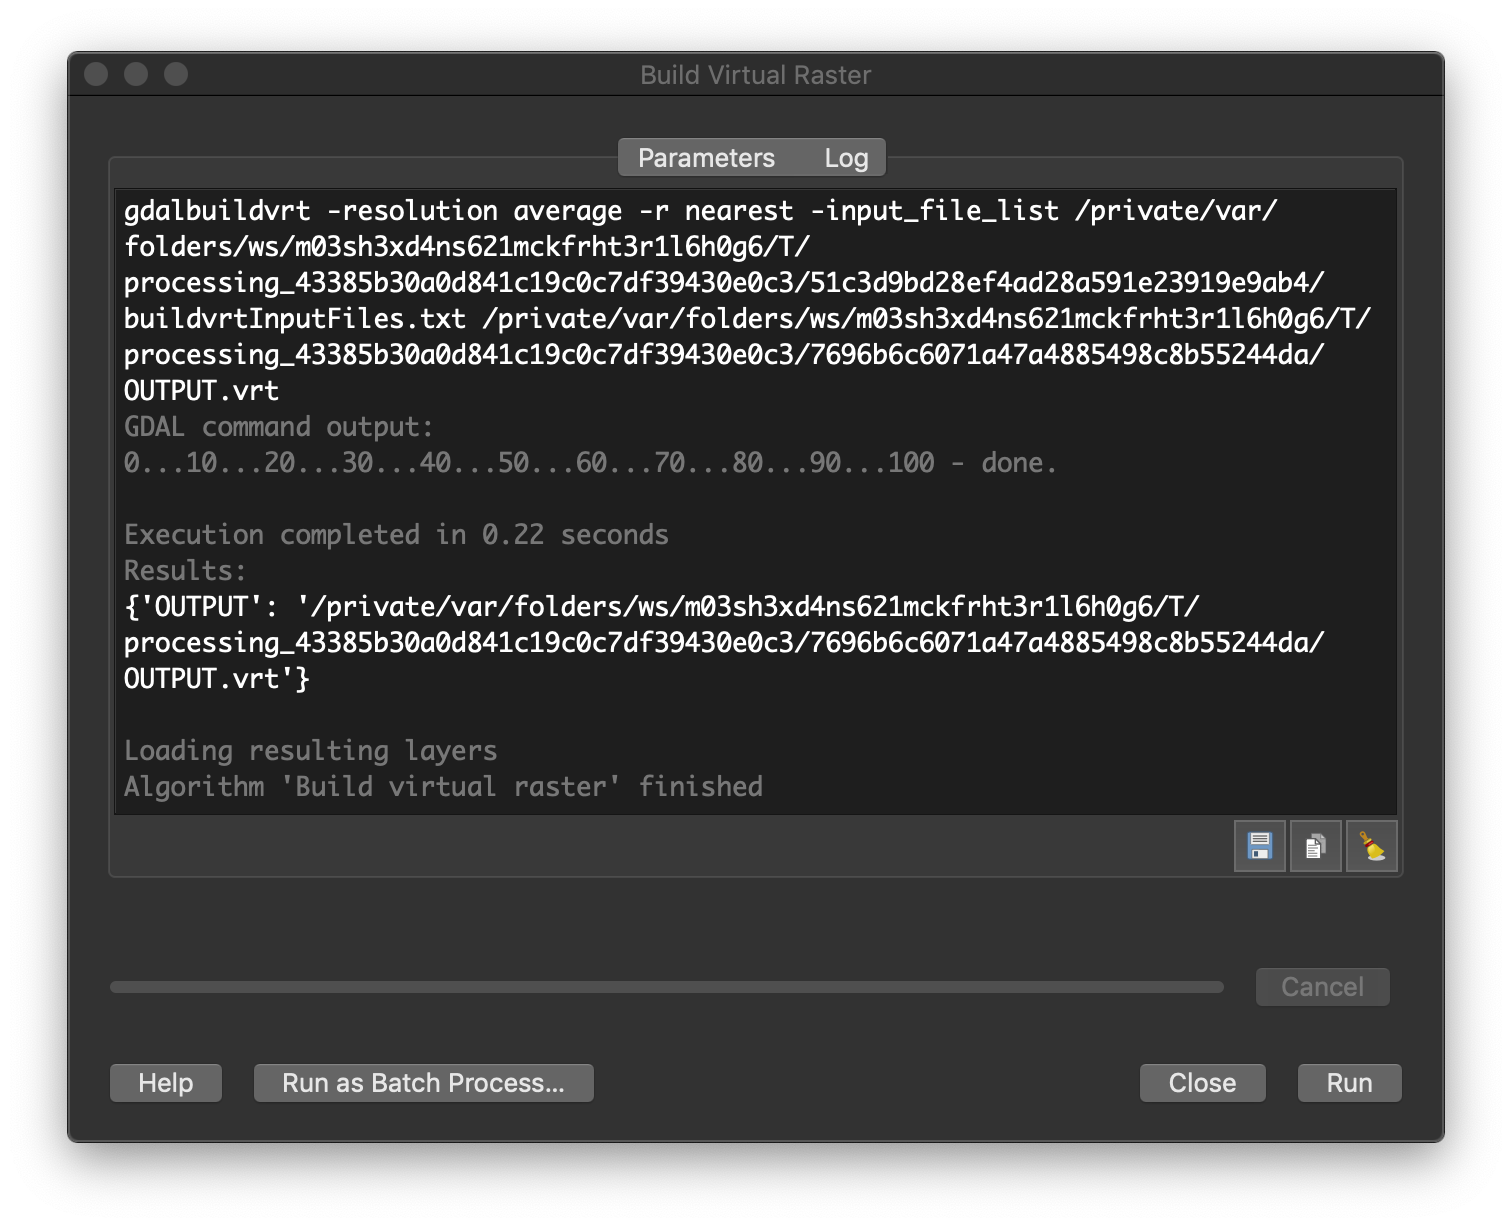 Build Virtual Raster
Parameters Log
gdalbuildvrt -resolution average -r nearest -input_file_list /private/var/
folders/ws/m03sh3xd4ns621mckfrht3r1l6h0g6/T/
processing_43385b30a0d841c19c0c7df39430e0c3/51c3d9bd28ef4ad28a591e23919e9ab4/
buildvrtInputFiles.txt /private/var/folders/ws/m03sh3xd4ns621mckfrht3r1l6h0g6/T/
processing_43385b30a0d841c19c0c7df39430e0c3/7696b6c6071a47a4885498c8b55244da/
OUTPUT.vrt
GDAL command output:
0...10...20...30...40...50...60...70...80...90...100 - done.
Execution completed in 0.22 seconds
Results:
{'OUTPUT': '/private/var/folders/ws/m03sh3xd4ns621mckfrht3r1l6h0g6/T/
processing_43385b30a0d841c19c0c7df39430e0c3/7696b6c6071a47a4885498c8b55244da/
OUTPUT.vrt'}
Loading resulting layers
Algorithm 'Build virtual raster' finished
Cancel
Help Run as Batch Process... Close Run